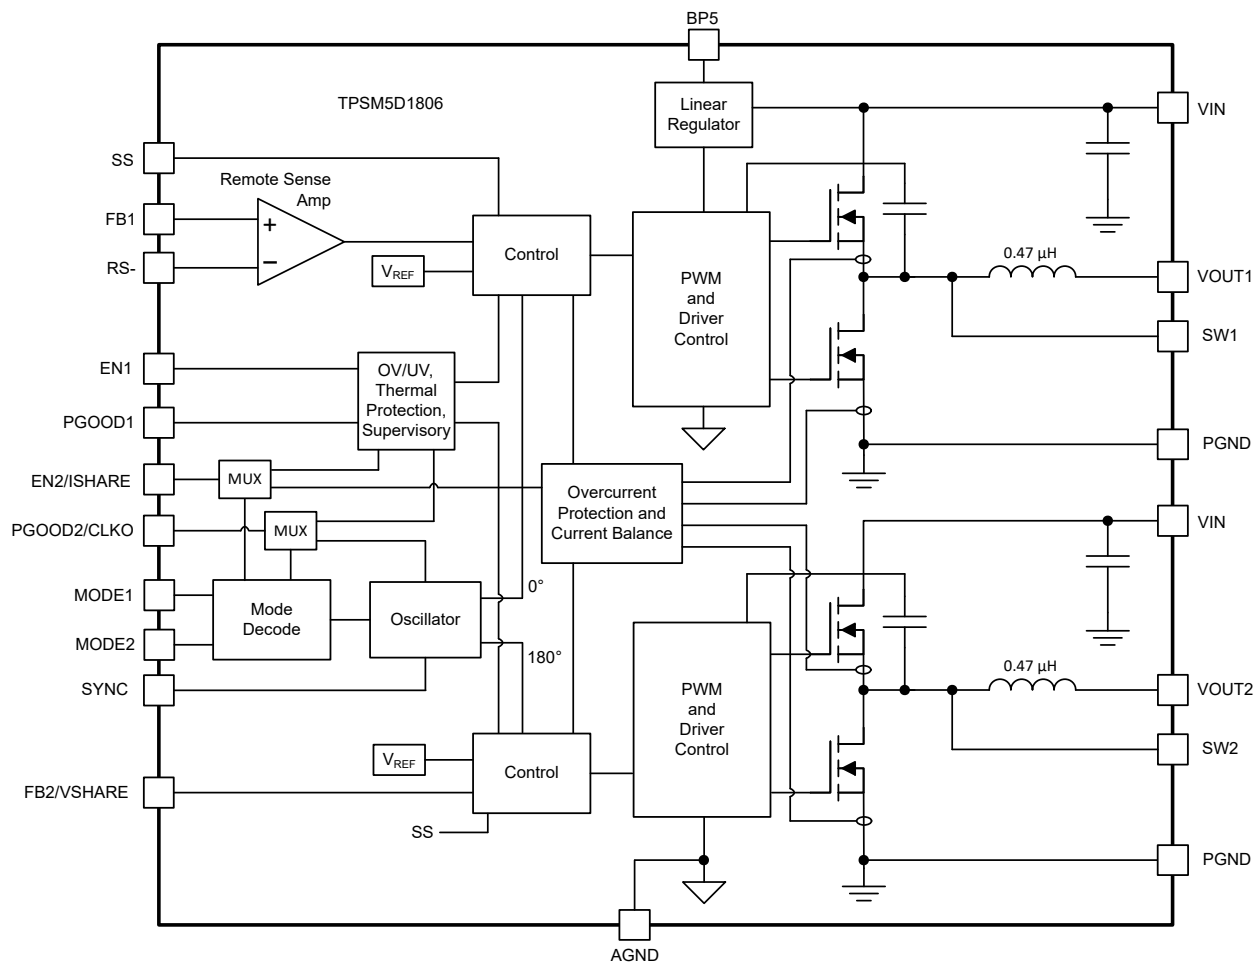 BP5
TPSM5D1806
Linear
Regulator
VIN
SS
Remote Sense
Amp
FB1
+
RS-
−
Control
VREF
PWM
and
Driver
Control
0.47 µH
VOUT1
SW1
EN1
OV/UV,
Thermal
Protection,
Supervisory
PGOOD1
PGND
EN2/ISHARE
MUX
Overcurrent
Protection and
Current Balance
PGOOD2/CLKO
MUX
VIN
MODE1
Mode
Decode
Oscillator
0°
MODE2
180°
SYNC
PWM
and
Driver
Control
0.47 µH
VOUT2
SW2
VREF
Control
FB2/VSHARE
SS
PGND
AGND